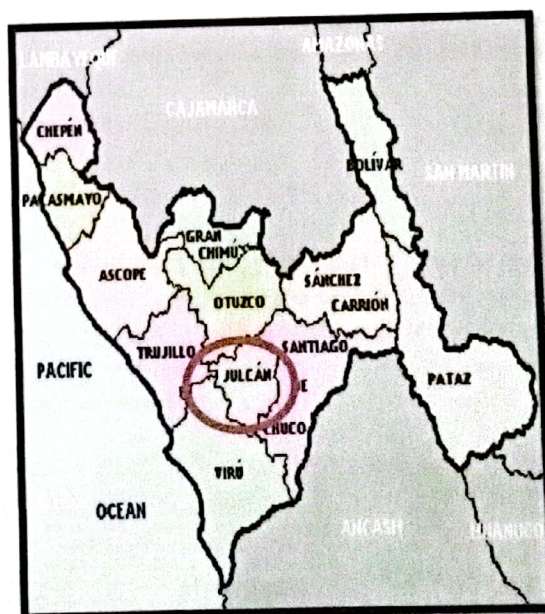 LAMBAYEQUE
AMAZONAS
CAJAMARCA
CHEPÉN
BOLÍVAR
SAN MARTIN
PACASMAYO
GRAN
CHIMÚ
ASCOPE
SÁNCHEZ
CARRIÓN
OTUZCO
TRUJILLO
SANTIAGO
PACIFIC
JULCÁN
PATAZ
CHUCO
VIRÚ
OCEAN
ANCASH
HUANUCO